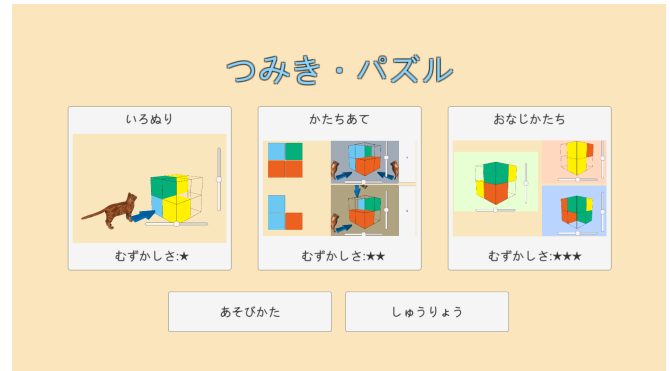 つみき・パズル
いろぬり
かたちあて
おなじかたち
むずかしさ:★
むずかしさ:★★
むずかしさ:★★★
あそびかた
しゅうりょう